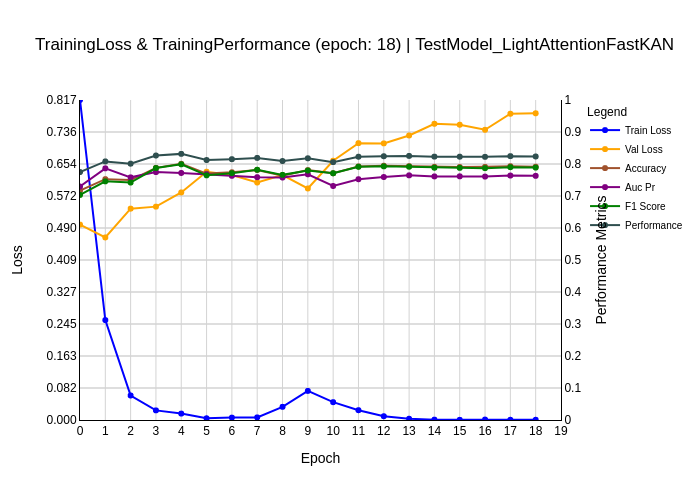 TrainingLoss & TrainingPerformance (epoch: 18) | TestModel_LightAttentionFastKAN
0.817
0.736
0.654
0.572
0.490
0.409
0.327
0.245
0.163
0.082
0.000
Loss
0 1 2 3 4 5 6 7 8 9 10 11 12 13 14 15 16 17 18 19
Epoch
1
0.9
0.8
0.7
0.6
0.5
0.4
0.3
0.2
0.1
0
Performance Metrics
Legend
Train Loss
Val Loss
Accuracy
Auc Pr
F1 Score
Performance